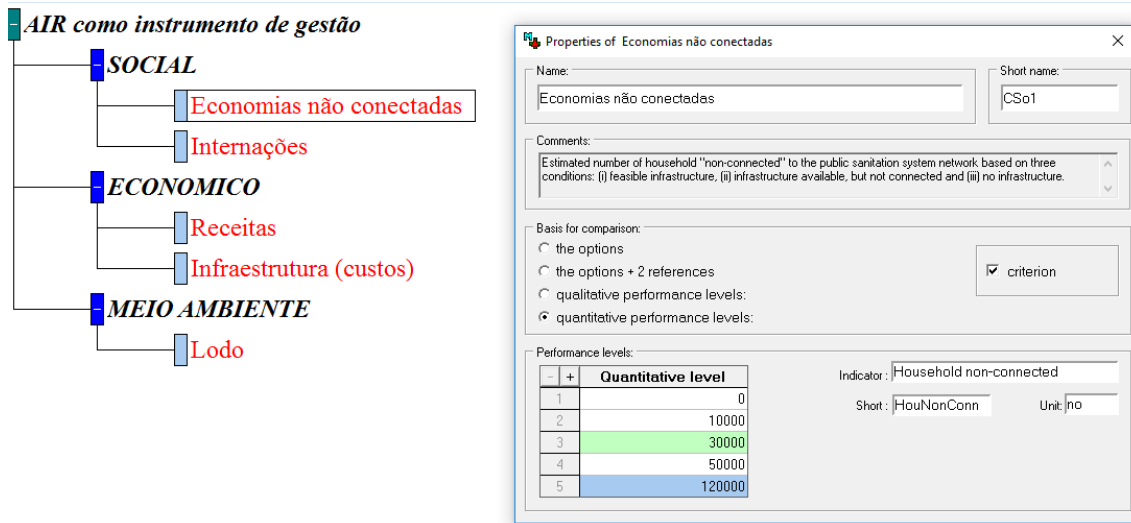 AIR como instrumento de gestão
SOCIAL
Economias não conectadas
Internações
ECONOMICO
Receitas
Infraestrutura (custos)
MEIO AMBIENTE
Lodo
Properties of Economias não conectadas
Name:
Economias não conectadas
Short name:
CSo1
Comments:
Estimated number of household "non-connected" to the public sanitation system network based on three
conditions: (i) feasible infrastructure, (ii) infrastructure available, but not connected and (iii) no infrastructure.
Basis for comparison:
the options
the options + 2 references
qualitative performance levels:
quantitative performance levels:
criterion
Performance levels:
- + Quantitative level
1 0
2 10000
3 30000
4 50000
5 120000
Indicator : Household non-connected
Short : HouNonConn Unit: no